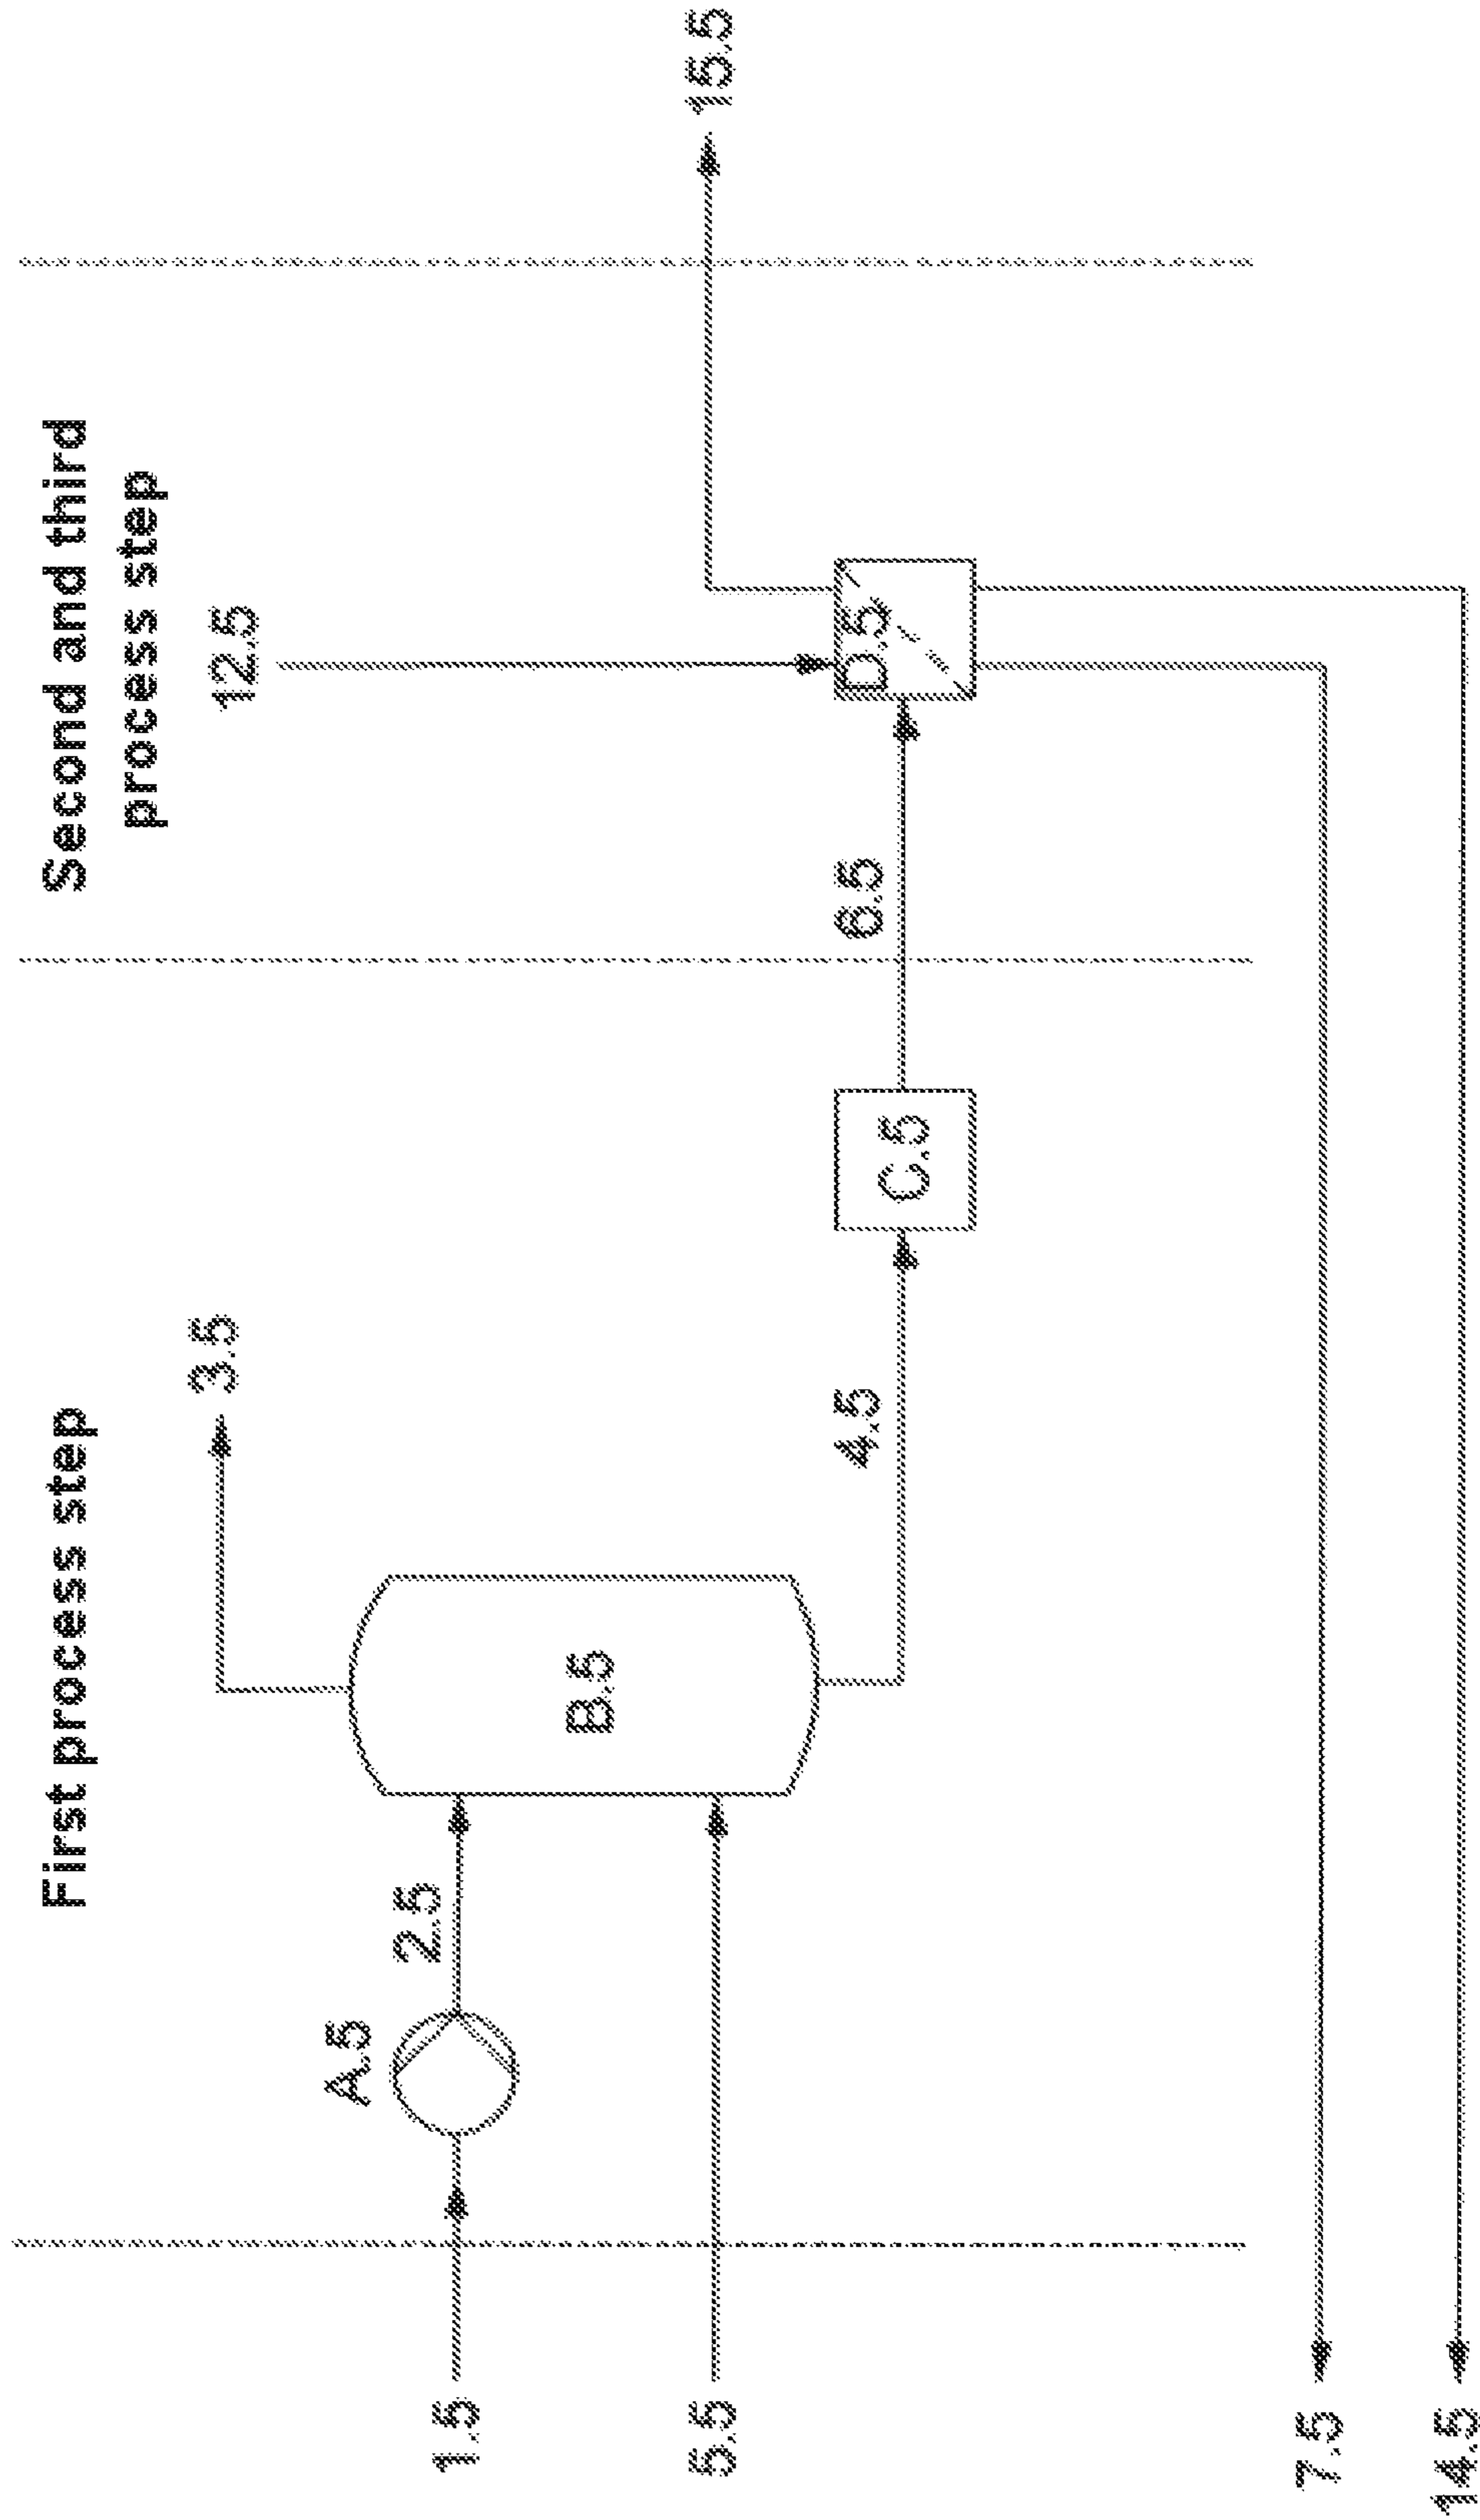 First process step
Second and third
process step
12.5
3.5
15.5
A.5
2.5
1.5
B.5
5.5
4.5
C.5
6.5
D.5
7.5
14.5